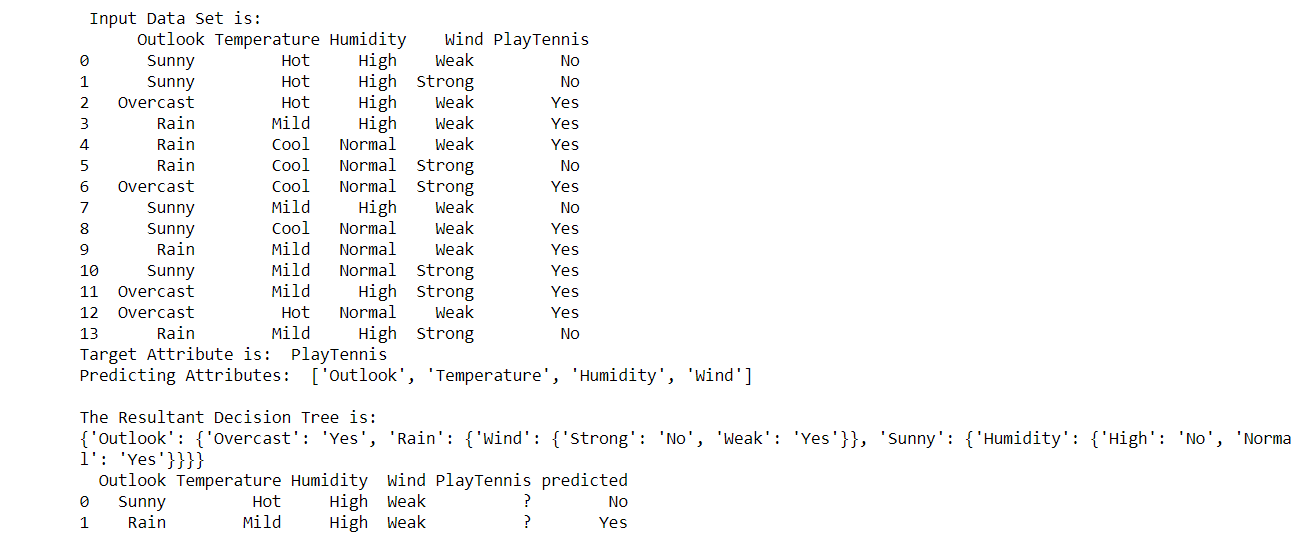 Input Data Set is:
Outlook Temperature Humidity Wind PlayTennis
0 Sunny Hot High Weak No
1 Sunny Hot High Strong No
2 Overcast Hot High Weak Yes
3 Rain Mild High Weak Yes
4 Rain Cool Normal Weak Yes
5 Rain Cool Normal Strong No
6 Overcast Cool Normal Strong Yes
7 Sunny Mild High Weak No
8 Sunny Cool Normal Weak Yes
9 Rain Mild Normal Weak Yes
10 Sunny Mild Normal Strong Yes
11 Overcast Mild High Strong Yes
12 Overcast Hot Normal Weak Yes
13 Rain Mild High Strong No
Target Attribute is: PlayTennis
Predicting Attributes: ['Outlook', 'Temperature', 'Humidity', 'Wind']
The Resultant Decision Tree is:
{'Outlook': {'Overcast': 'Yes', 'Rain': {'Wind': {'Strong': 'No', 'Weak': 'Yes'}}, 'Sunny': {'Humidity': {'High': 'No', 'Norma
l': 'Yes'}}}}
Outlook Temperature Humidity Wind PlayTennis predicted
0 Sunny Hot High Weak ? No
1 Rain Mild High Weak ? Yes